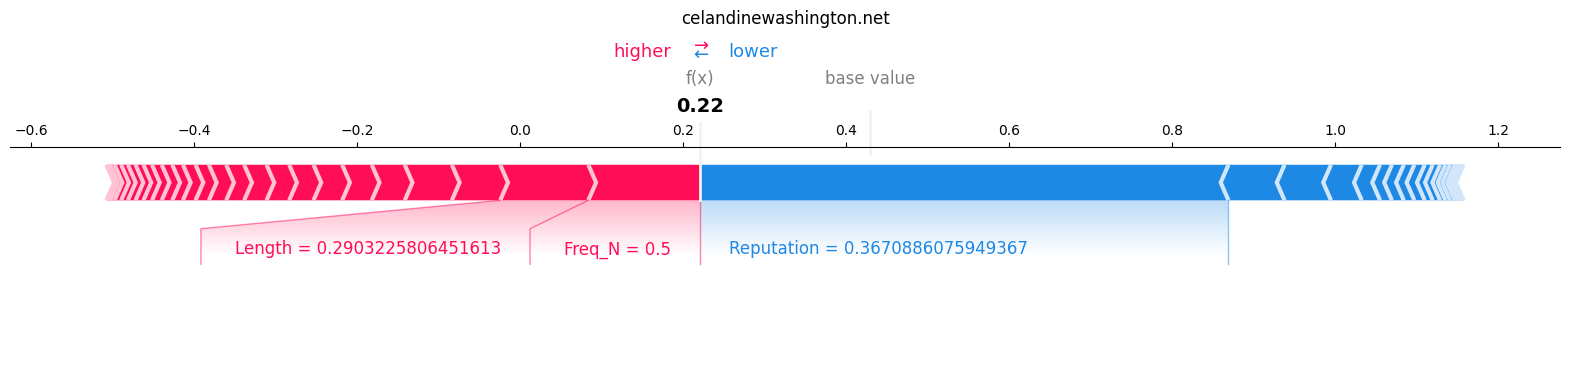 celandinewashington.net
higher ⇄ lower
f(x) base value
0.22
−0.6 −0.4 −0.2 0.0 0.2 0.4 0.6 0.8 1.0 1.2
Length = 0.2903225806451613 Freq_N = 0.5 Reputation = 0.3670886075949367